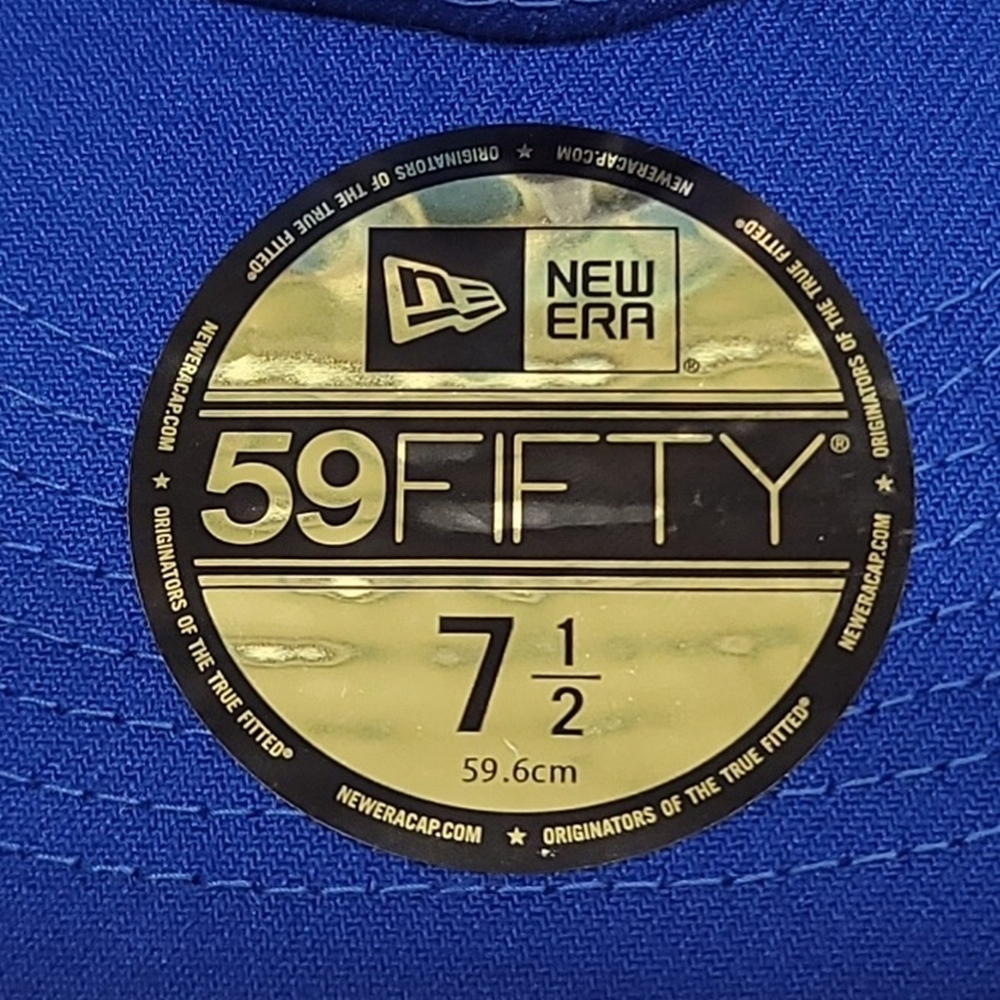 NEW
ERA
®
59FIFTY®
7 1/2
59.6cm
NEWERACAP.COM ★ ORIGINATORS OF THE TRUE FITTED®
NEWERACAP.COM ★ ORIGINATORS OF THE TRUE FITTED®
NEWERACAP.COM ★ ORIGINATORS OF THE TRUE FITTED®
NEWERACAP.COM ★ ORIGINATORS OF THE TRUE FITTED®